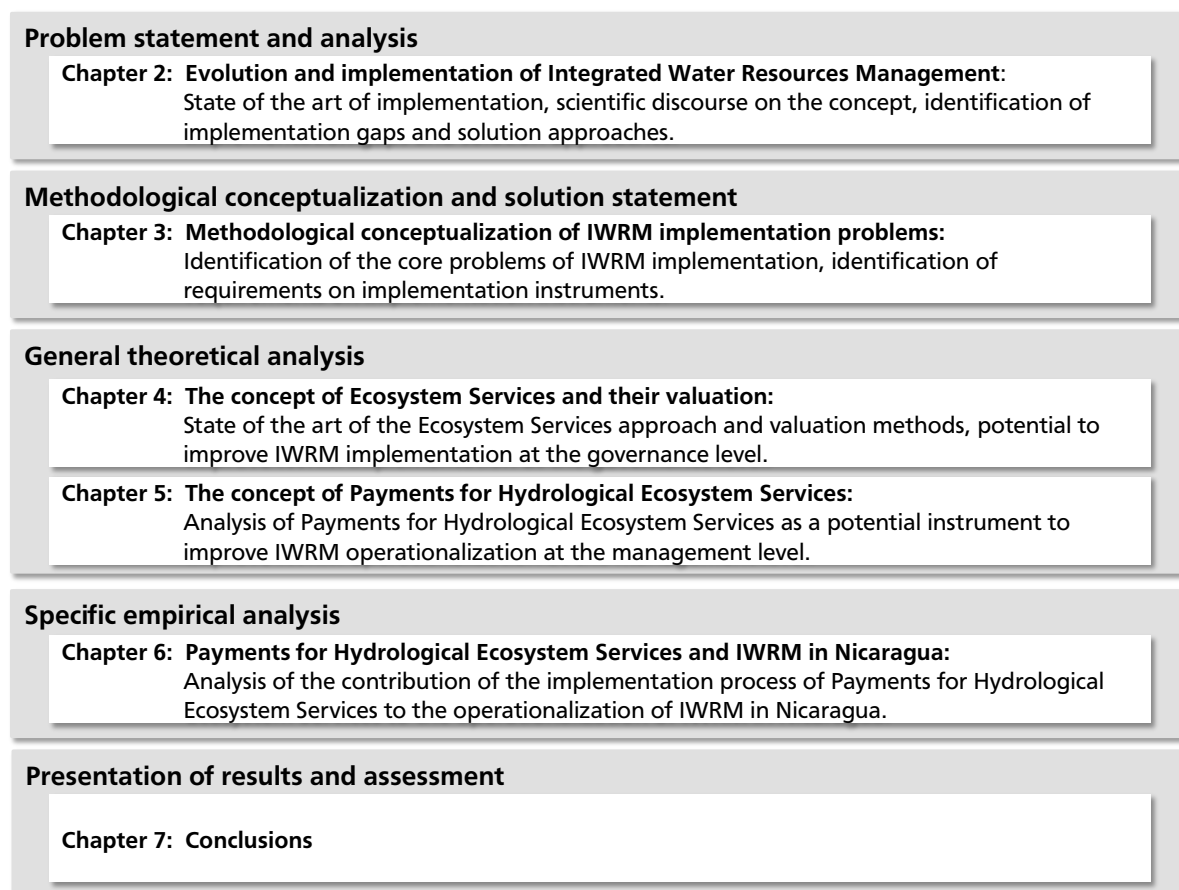 Problem statement and analysis
Chapter 2: Evolution and implementation of Integrated Water Resources Management:
State of the art of implementation, scientific discourse on the concept, identification of
implementation gaps and solution approaches.
Methodological conceptualization and solution statement
Chapter 3: Methodological conceptualization of IWRM implementation problems:
Identification of the core problems of IWRM implementation, identification of
requirements on implementation instruments.
General theoretical analysis
Chapter 4: The concept of Ecosystem Services and their valuation:
State of the art of the Ecosystem Services approach and valuation methods, potential to
improve IWRM implementation at the governance level.
Chapter 5: The concept of Payments for Hydrological Ecosystem Services:
Analysis of Payments for Hydrological Ecosystem Services as a potential instrument to
improve IWRM operationalization at the management level.
Specific empirical analysis
Chapter 6: Payments for Hydrological Ecosystem Services and IWRM in Nicaragua:
Analysis of the contribution of the implementation process of Payments for Hydrological
Ecosystem Services to the operationalization of IWRM in Nicaragua.
Presentation of results and assessment
Chapter 7: Conclusions